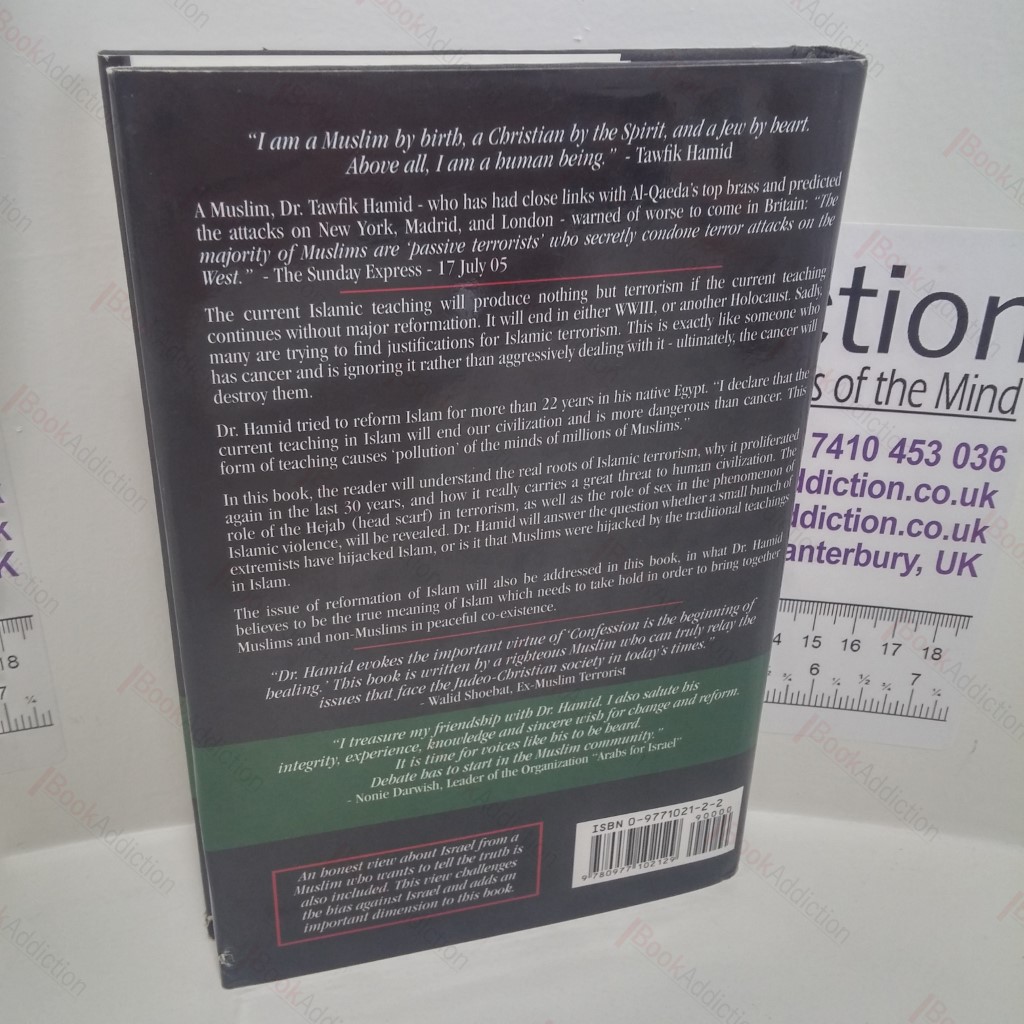 "I am a Muslim by birth, a Christian by the Spirit, and a Jew by heart.
Above all, I am a human being." - Tawfik Hamid
A Muslim, Dr. Tawfik Hamid - who has had close links with Al-Qaeda's top brass and predicted
the attacks on New York, Madrid, and London - warned of worse to come in Britain: "The
majority of Muslims are 'passive terrorists' who secretly condone terror attacks on the
West." - The Sunday Express - 17 July 05
The current Islamic teaching will produce nothing but terrorism if the current teaching
continues without major reformation. It will end in either WWIII, or another Holocaust. Sadly,
many are trying to find justifications for Islamic terrorism. This is exactly like someone who
has cancer and is ignoring it rather than aggressively dealing with it - ultimately, the cancer will
destroy them.
Dr. Hamid tried to reform Islam for more than 22 years in his native Egypt. "I declare that the
current teaching in Islam will end our civilization and is more dangerous than cancer. This
form of teaching causes 'pollution' of the minds of millions of Muslims."
In this book, the reader will understand the real roots of Islamic terrorism, why it proliferated
again in the last 30 years, and how it really carries a great threat to human civilization. The
role of the Hejab (head scarf) in terrorism, as well as the role of sex in the phenomenon of
Islamic violence, will be revealed. Dr. Hamid will answer the question whether a small bunch of
extremists have hijacked Islam, or is it that Muslims were hijacked by the traditional teachings
in Islam.
The issue of reformation of Islam will also be addressed in this book, in what Dr. Hamid
believes to be the true meaning of Islam which needs to take hold in order to bring together
Muslims and non-Muslims in peaceful co-existence.
"Dr. Hamid evokes the important virtue of 'Confession is the beginning of
healing.' This book is written by a righteous Muslim who can truly relay the
issues that face the Judeo-Christian society in today's times."
- Walid Shoebat, Ex-Muslim Terrorist
"I treasure my friendship with Dr. Hamid. I also salute his
integrity, experience, knowledge and sincere wish for change and reform.
It is time for voices like his to be heard.
Debate has to start in the Muslim community."
- Nonie Darwish, Leader of the Organization "Arabs for Israel"
An honest view about Israel from a
Muslim who wants to tell the truth is
also included. This view challenges
the bias against Israel and adds an
important dimension to this book.
ISBN 0-9771021-2-2
90000
9 780977 102129
ction
s of the Mind
7410 453 036
ddiction.co.uk
ddiction.co.uk
anterbury, UK
4 15 16 17 18
6 7
K
K
18
7
BookAddiction